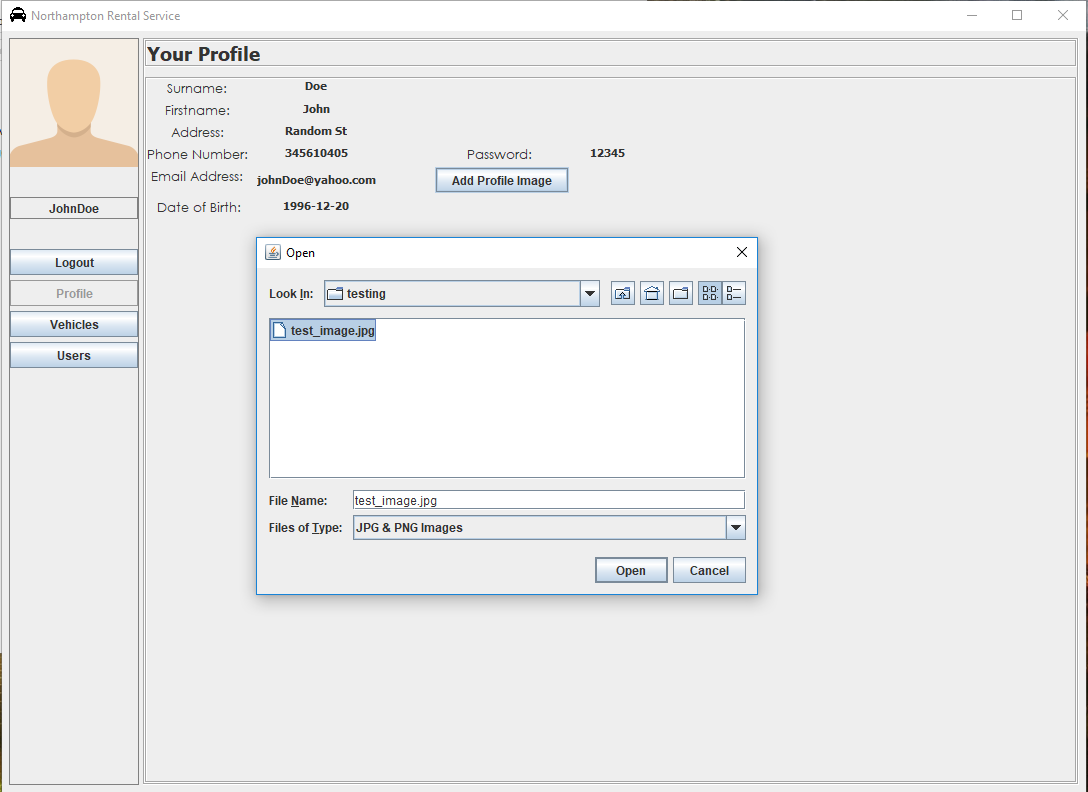 Northampton Rental Service
Your Profile
Surname: Doe
Firstname: John
Address: Random St
Phone Number: 345610405 Password: 12345
Email Address: johnDoe@yahoo.com Add Profile Image
Date of Birth: 1996-12-20
JohnDoe
Logout
Profile
Vehicles
Users
Open
Look In: testing
test_image.jpg
File Name: test_image.jpg
Files of Type: JPG & PNG Images
Open Cancel